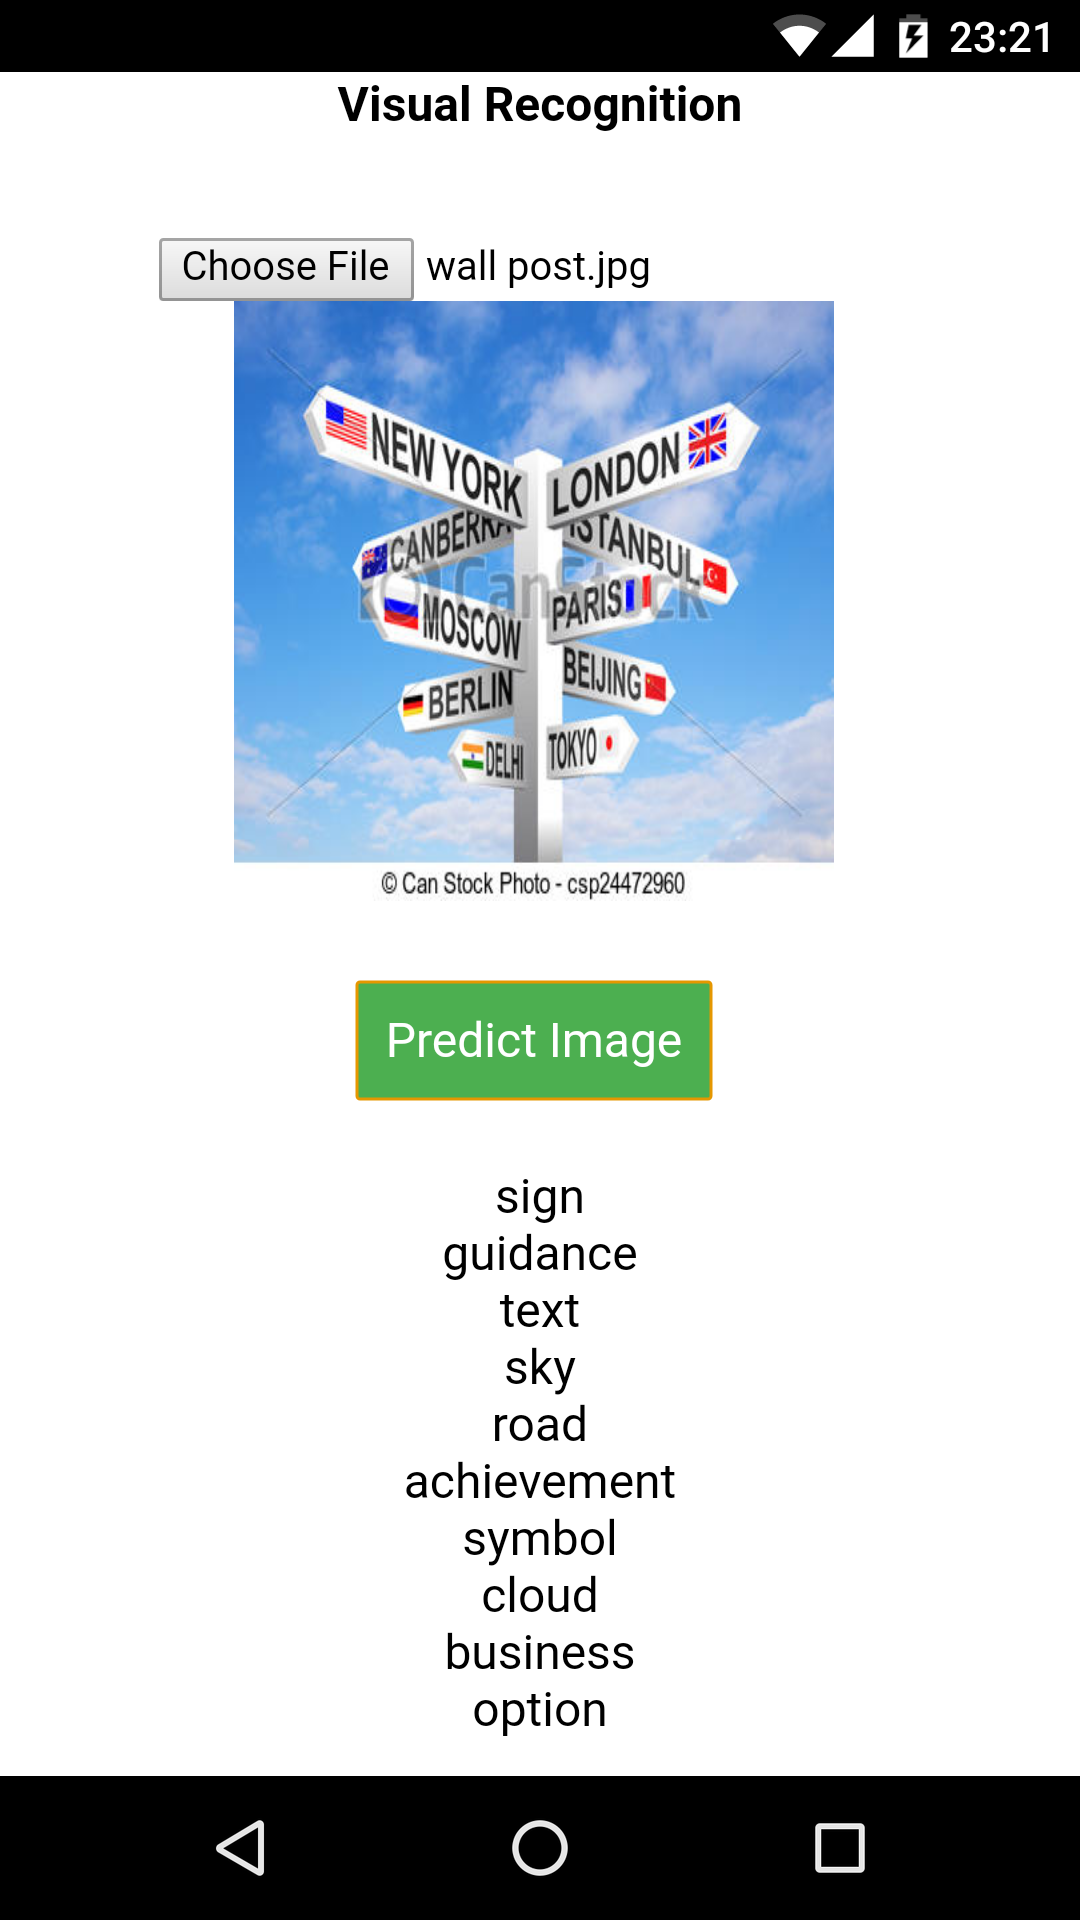 23:21
Visual Recognition
Choose File wall post.jpg
NEW YORK
LONDON
CANBERRA
ISTANBUL
CanStock
MOSCOW
PARIS
BEIJING
BERLIN
DELHI
TOKYO
© Can Stock Photo - csp24472960
Predict Image
sign
guidance
text
sky
road
achievement
symbol
cloud
business
option